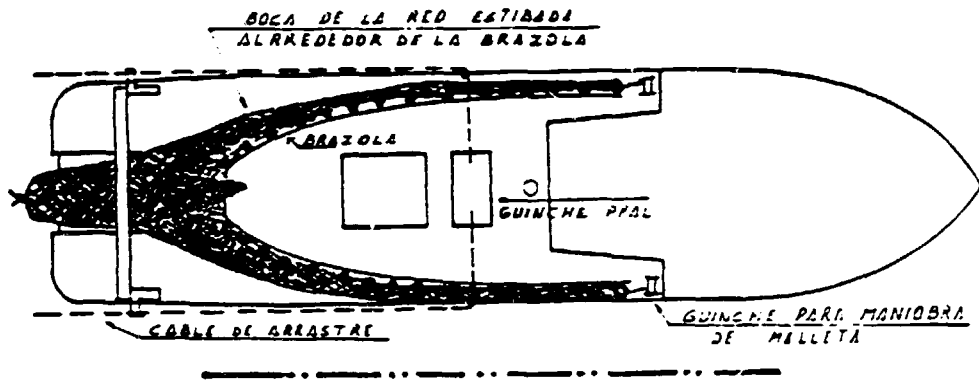 BOCA DE LA RED ESTIBADA
ALRREDEDOR DE LA BRAZOLA
BRAZOLA
GUINCHE PPAL
CABLE DE ARRASTRE
GUINCHE PARA MANIOBRA
DE MALLETA